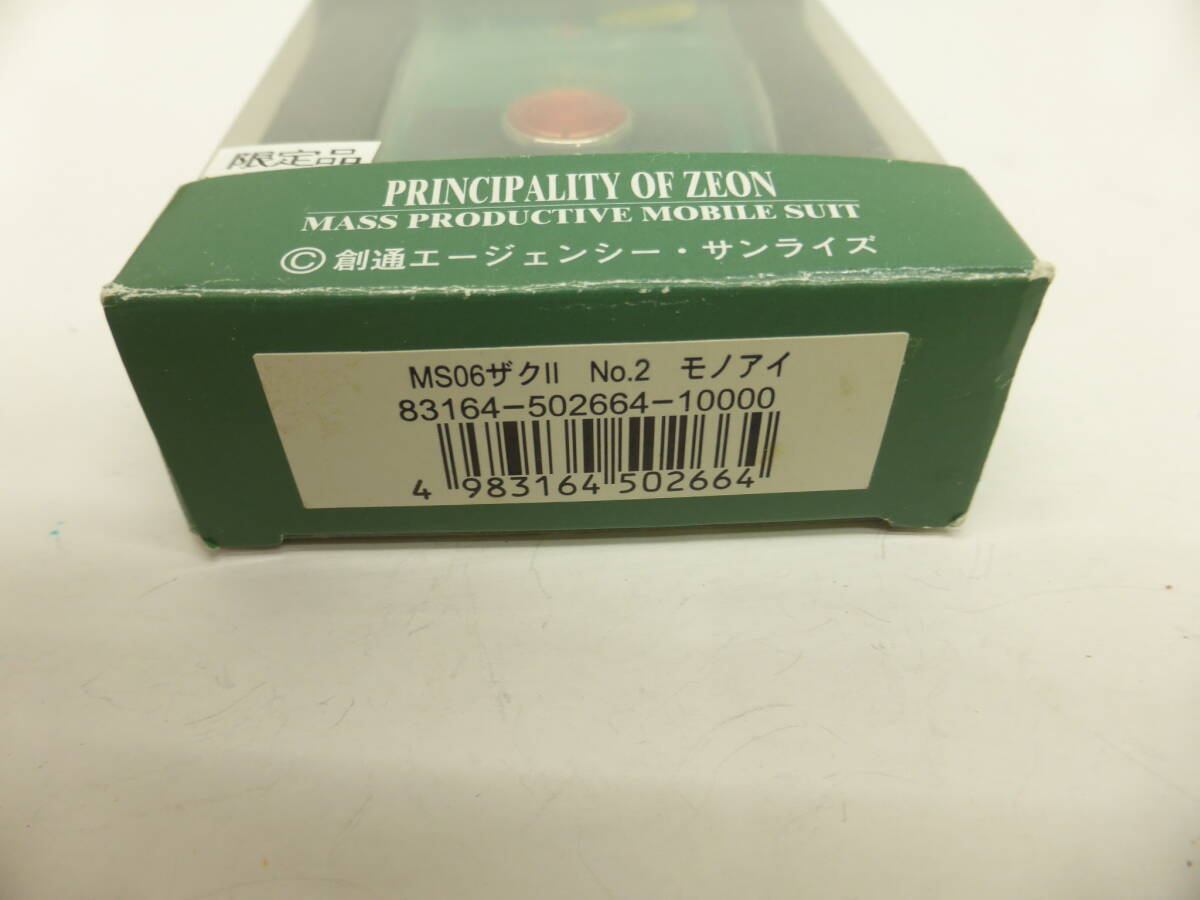 限定品
PRINCIPALITY OF ZEON
MASS PRODUCTIVE MOBILE SUIT
©創通エージェンシー・サンライズ
MS06ザクII No.2 モノアイ
83164-502664-10000
4 983164 502664